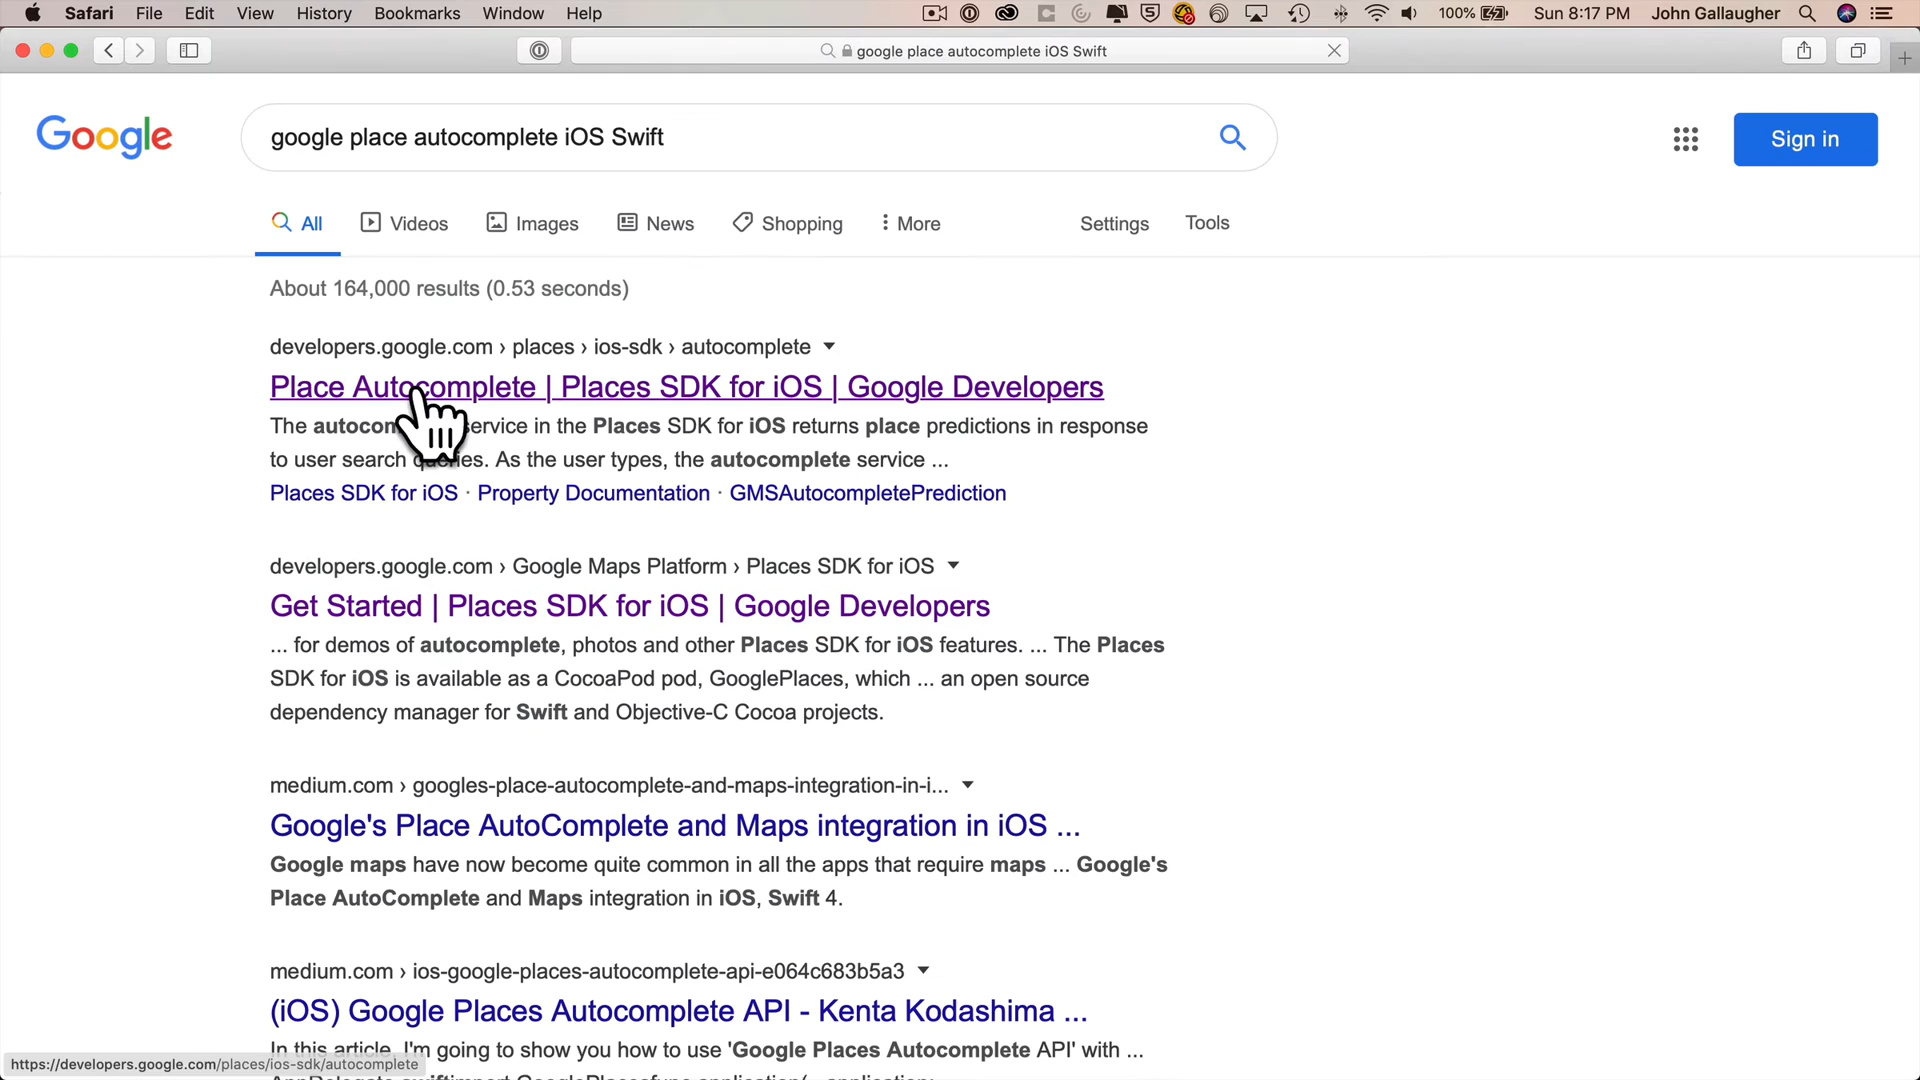 Safari File Edit View History Bookmarks Window Help 100% Sun 8:17 PM John Gallaugher
google place autocomplete iOS Swift
Google
google place autocomplete iOS Swift
Sign in
All Videos Images News Shopping More Settings Tools
About 164,000 results (0.53 seconds)
developers.google.com › places › ios-sdk › autocomplete
Place Autocomplete | Places SDK for iOS | Google Developers
The autocom ervice in the Places SDK for iOS returns place predictions in response
to user search queries. As the user types, the autocomplete service ...
Places SDK for iOS · Property Documentation · GMSAutocompletePrediction
developers.google.com › Google Maps Platform › Places SDK for iOS
Get Started | Places SDK for iOS | Google Developers
... for demos of autocomplete, photos and other Places SDK for iOS features. ... The Places
SDK for iOS is available as a CocoaPod pod, GooglePlaces, which ... an open source
dependency manager for Swift and Objective-C Cocoa projects.
medium.com › googles-place-autocomplete-and-maps-integration-in-i...
Google's Place AutoComplete and Maps integration in iOS ...
Google maps have now become quite common in all the apps that require maps ... Google's
Place AutoComplete and Maps integration in iOS, Swift 4.
medium.com › ios-google-places-autocomplete-api-e064c683b5a3
(iOS) Google Places Autocomplete API - Kenta Kodashima ...
In this article, I'm going to show you how to use 'Google Places Autocomplete API' with ...
https://developers.google.com/places/ios-sdk/autocomplete